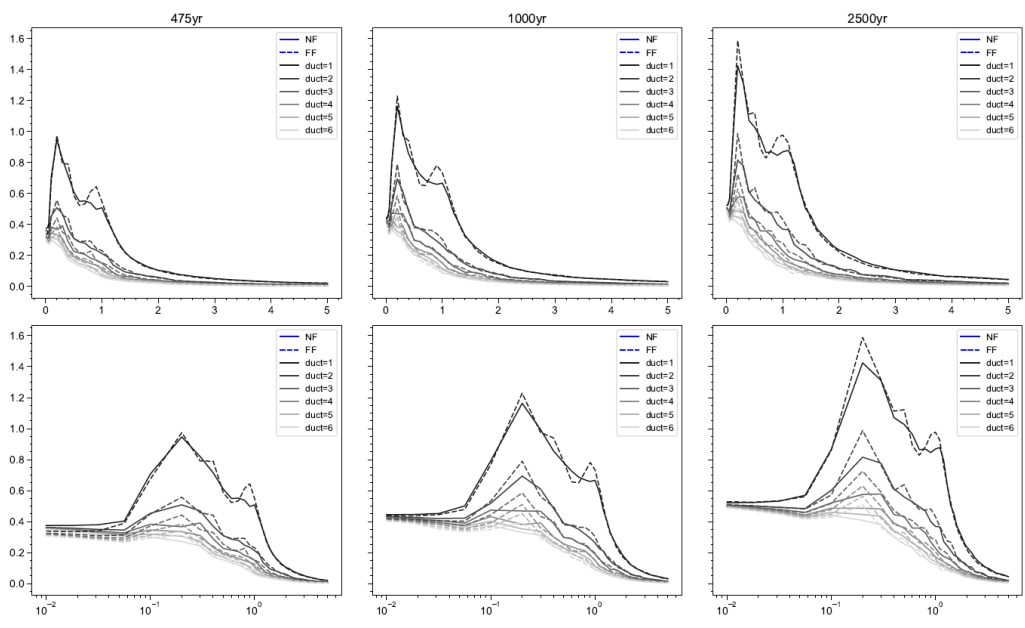 475yr
1000yr
2500yr
1.6
1.4
1.2
1.0
0.8
0.6
0.4
0.2
0.0
NF
FF
duct=1
duct=2
duct=3
duct=4
duct=5
duct=6
NF
FF
duct=1
duct=2
duct=3
duct=4
duct=5
duct=6
NF
FF
duct=1
duct=2
duct=3
duct=4
duct=5
duct=6
0 1 2 3 4 5
0 1 2 3 4 5
0 1 2 3 4 5
1.6
1.4
1.2
1.0
0.8
0.6
0.4
0.2
0.0
NF
FF
duct=1
duct=2
duct=3
duct=4
duct=5
duct=6
NF
FF
duct=1
duct=2
duct=3
duct=4
duct=5
duct=6
NF
FF
duct=1
duct=2
duct=3
duct=4
duct=5
duct=6
10⁻² 10⁻¹ 10⁰
10⁻² 10⁻¹ 10⁰
10⁻² 10⁻¹ 10⁰